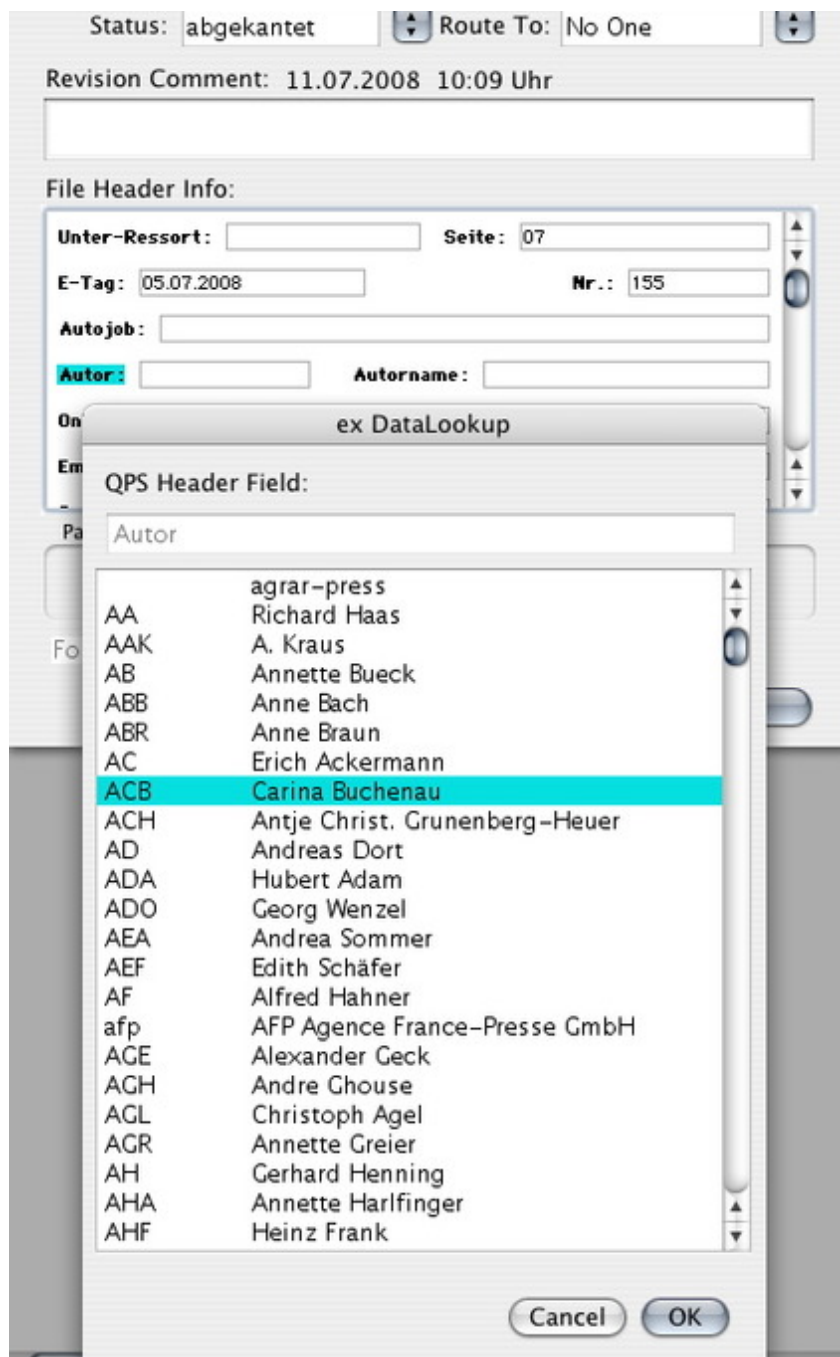 Status: abgekantet Route To: No One
Revision Comment: 11.07.2008 10:09 Uhr
File Header Info:
Unter-Ressort: Seite: 07
E-Tag: 05.07.2008 Nr.: 155
Autojob:
Autor: Autorname:
On
Em
Pa
Fo
ex DataLookup
QPS Header Field:
Autor
agrar-press
AA Richard Haas
AAK A. Kraus
AB Annette Bueck
ABB Anne Bach
ABR Anne Braun
AC Erich Ackermann
ACB Carina Buchenau
ACH Antje Christ. Grunenberg-Heuer
AD Andreas Dort
ADA Hubert Adam
ADO Georg Wenzel
AEA Andrea Sommer
AEF Edith Schäfer
AF Alfred Hahner
afp AFP Agence France-Presse GmbH
AGE Alexander Geck
AGH Andre Ghouse
AGL Christoph Agel
AGR Annette Greier
AH Gerhard Henning
AHA Annette Harlfinger
AHF Heinz Frank
Cancel OK